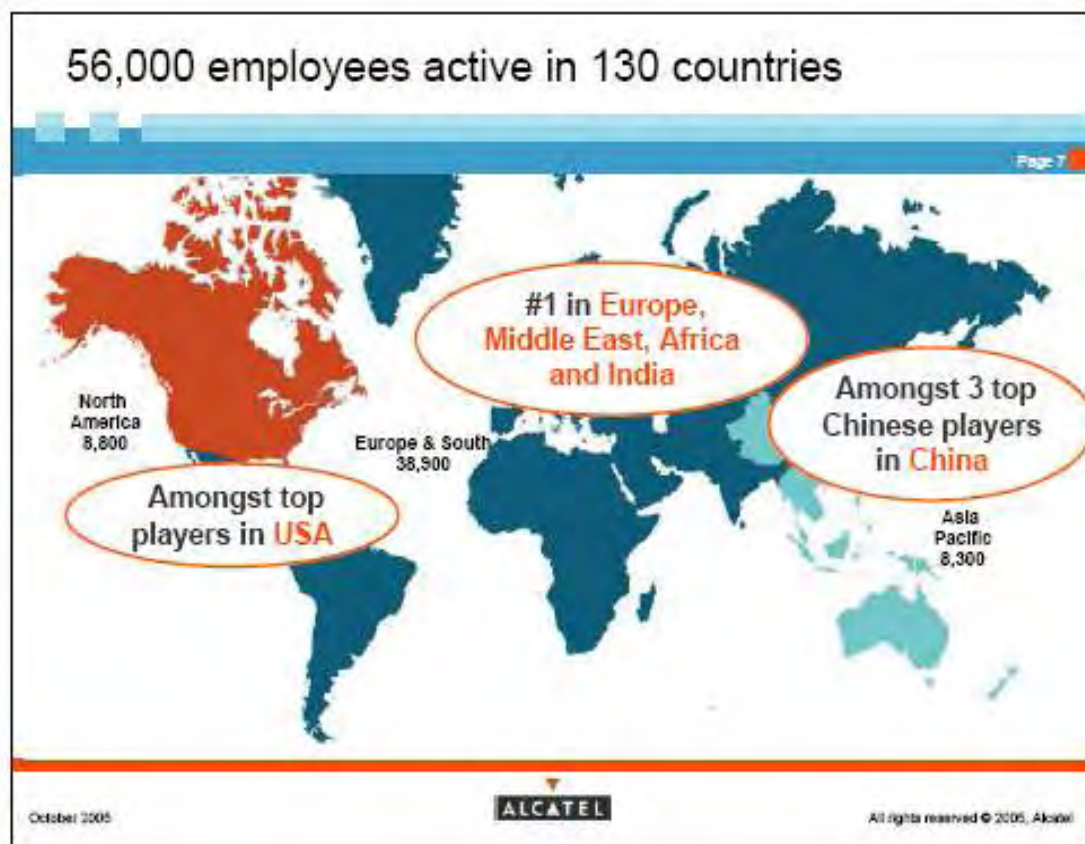 56,000 employees active in 130 countries
Page 7
#1 in Europe,
Middle East, Africa
and India
Amongst 3 top
Chinese players
in China
North
America
8,800
Europe & South
38,900
Amongst top
players in USA
Asia
Pacific
8,300
October 2005
ALCATEL
All rights reserved © 2005, Alcatel